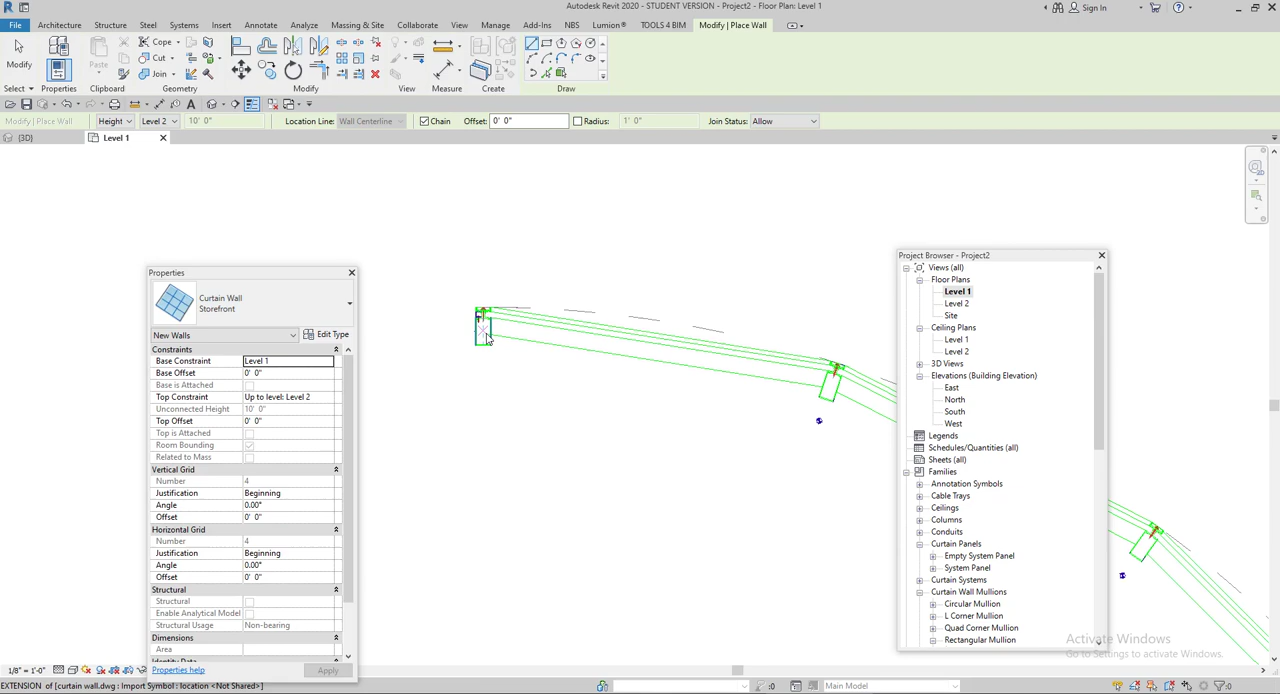 Autodesk Revit 2020 - STUDENT VERSION - Project2 - Floor Plan: Level 1
Sign In
File Architecture Structure Steel Systems Insert Annotate Analyze Massing & Site Collaborate View Manage Add-Ins NBS Lumion® TOOLS 4 BIM Modify | Place Wall
Modify
Paste
Cope
Cut
Join
Select Properties Clipboard Geometry Modify View Measure Create Draw
Modify | Place Wall Height Level 2 10' 0" Location Line: Wall Centerline Chain Offset: 0' 0" Radius: 1' 0" Join Status: Allow
{3D} Level 1
Properties
Curtain Wall
Storefront
New Walls Edit Type
Constraints
Base Constraint Level 1
Base Offset 0' 0"
Base is Attached
Top Constraint Up to level: Level 2
Unconnected Height 10' 0"
Top Offset 0' 0"
Top is Attached
Room Bounding
Related to Mass
Vertical Grid
Number 4
Justification Beginning
Angle 0.00°
Offset 0' 0"
Horizontal Grid
Number 4
Justification Beginning
Angle 0.00°
Offset 0' 0"
Structural
Structural
Enable Analytical Model
Structural Usage Non-bearing
Dimensions
Area
Identity Data
Properties help Apply
Project Browser - Project2
Views (all)
Floor Plans
Level 1
Level 2
Site
Ceiling Plans
Level 1
Level 2
3D Views
Elevations (Building Elevation)
East
North
South
West
Legends
Schedules/Quantities (all)
Sheets (all)
Families
Annotation Symbols
Cable Trays
Ceilings
Columns
Conduits
Curtain Panels
Empty System Panel
System Panel
Curtain Systems
Curtain Wall Mullions
Circular Mullion
L Corner Mullion
Quad Corner Mullion
Rectangular Mullion
Activate Windows
Go to Settings to activate Windows.
1/8" = 1'-0"
EXTENSION of [curtain wall.dwg : Import Symbol : location <Not Shared>] :0 Main Model :0